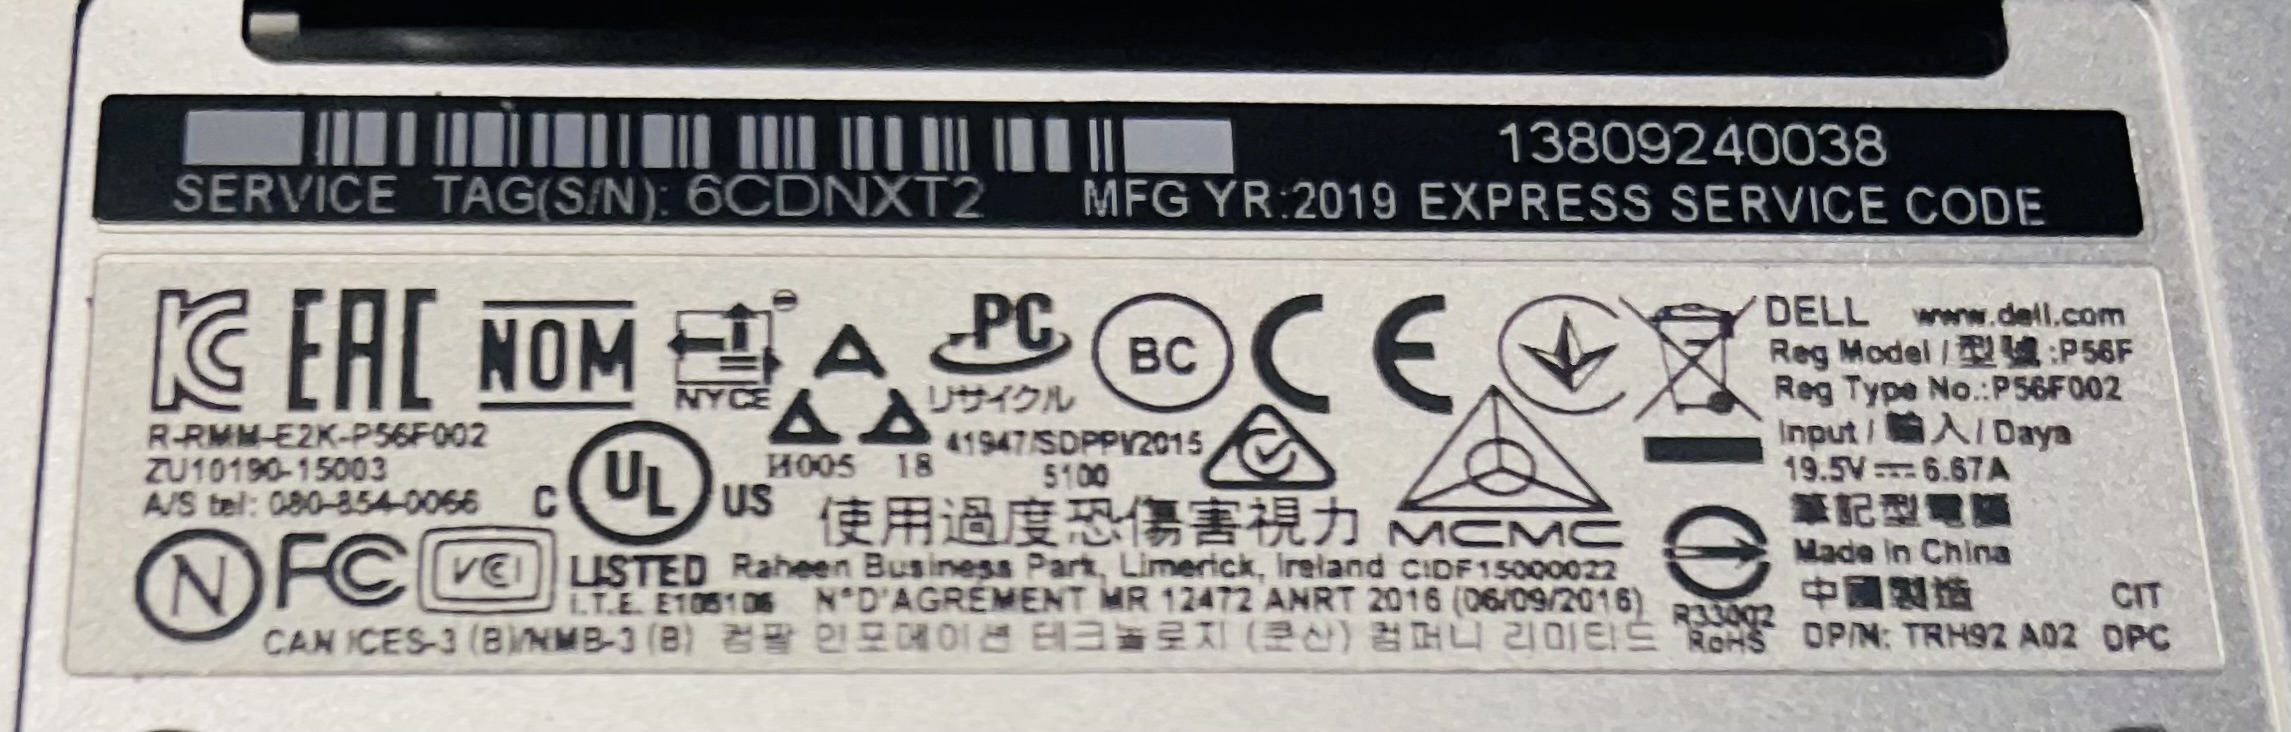 13809240038
SERVICE TAG(S/N): 6CDNXT2 MFG YR:2019 EXPRESS SERVICE CODE
EAC NOM NYCE PC BC CE DELL www.dell.com
Reg Model / 型號 :P56F
リサイクル Reg Type No.:P56F002
R-RMM-E2K-P56F002 41947/SDPPI/2015 Input / 輸入 / Daya
ZU10190-15003 И005 18 5100 19.5V⎓6.67A
A/S tel: 080-854-0066 C UL US 使用過度恐傷害視力 MCMC 筆記型電腦
N FC VCCI LISTED Raheen Business Park, Limerick, Ireland CIDF15000022 Made in China
I.T.E. E105106 N°D'AGREMENT MR 12472 ANRT 2016 (06/09/2016) R33002 中國製造 CIT
CAN ICES-3 (B)/NMB-3 (B) 컴팔 인포메이션 테크놀로지 (쿤산) 컴퍼니 리미티드 RoHS DP/N: TRH92 A02 DPC